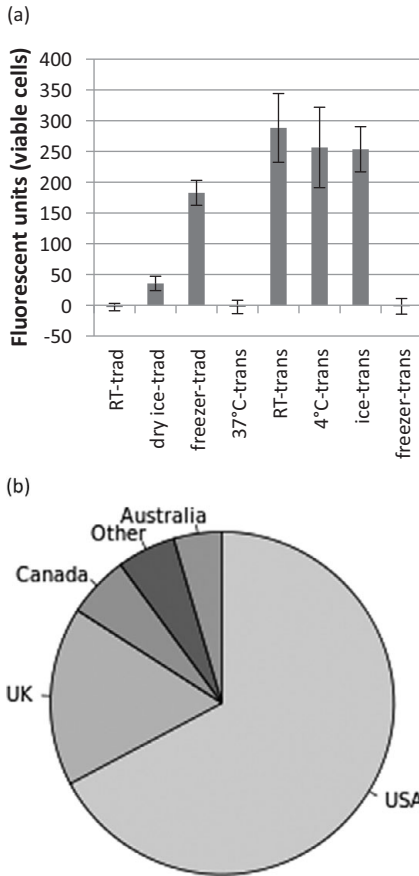 (a)
Fluorescent units (viable cells)
400
350
300
250
200
150
100
50
0
-50
RT-trad
dry ice-trad
freezer-trad
37°C-trans
RT-trans
4°C-trans
ice-trans
freezer-trans
(b)
Australia
Other
Canada
UK
USA